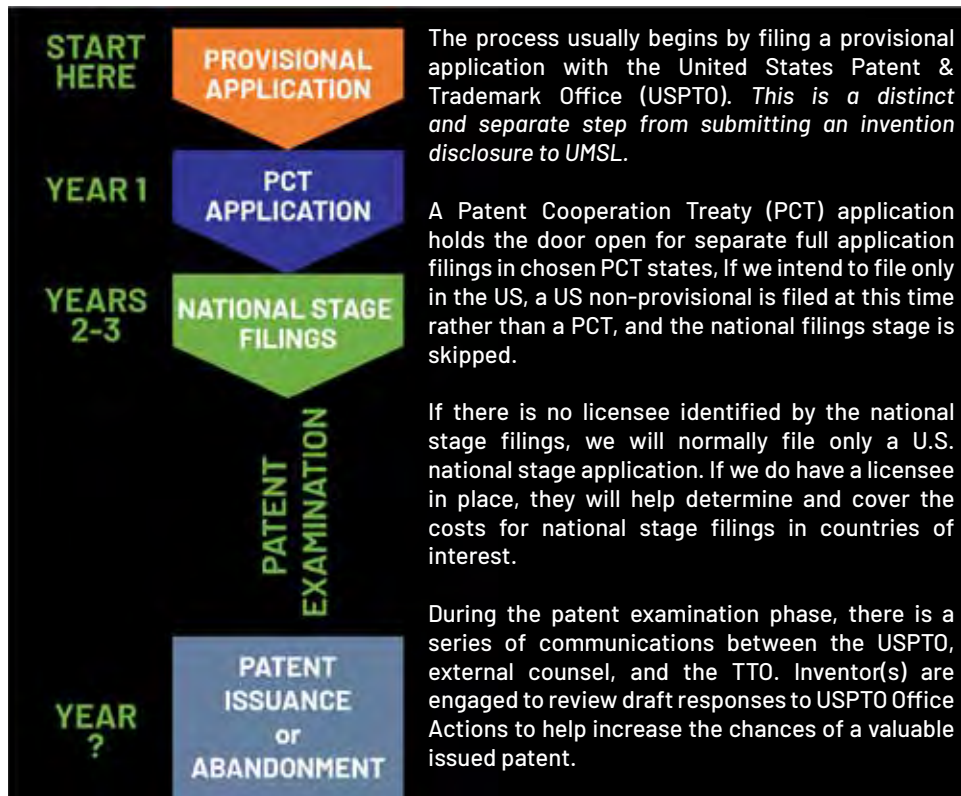 START
HERE
PROVISIONAL
APPLICATION
The process usually begins by filing a provisional
application with the United States Patent &
Trademark Office (USPTO). This is a distinct
and separate step from submitting an invention
disclosure to UMSL.
YEAR 1
PCT
APPLICATION
A Patent Cooperation Treaty (PCT) application
holds the door open for separate full application
filings in chosen PCT states, If we intend to file only
in the US, a US non-provisional is filed at this time
rather than a PCT, and the national filings stage is
skipped.
YEARS
2-3
NATIONAL STAGE
FILINGS
If there is no licensee identified by the national
stage filings, we will normally file only a U.S.
national stage application. If we do have a licensee
in place, they will help determine and cover the
costs for national stage filings in countries of
interest.
PATENT
EXAMINATION
During the patent examination phase, there is a
series of communications between the USPTO,
external counsel, and the TTO. Inventor(s) are
engaged to review draft responses to USPTO Office
Actions to help increase the chances of a valuable
issued patent.
YEAR
?
PATENT
ISSUANCE
or
ABANDONMENT